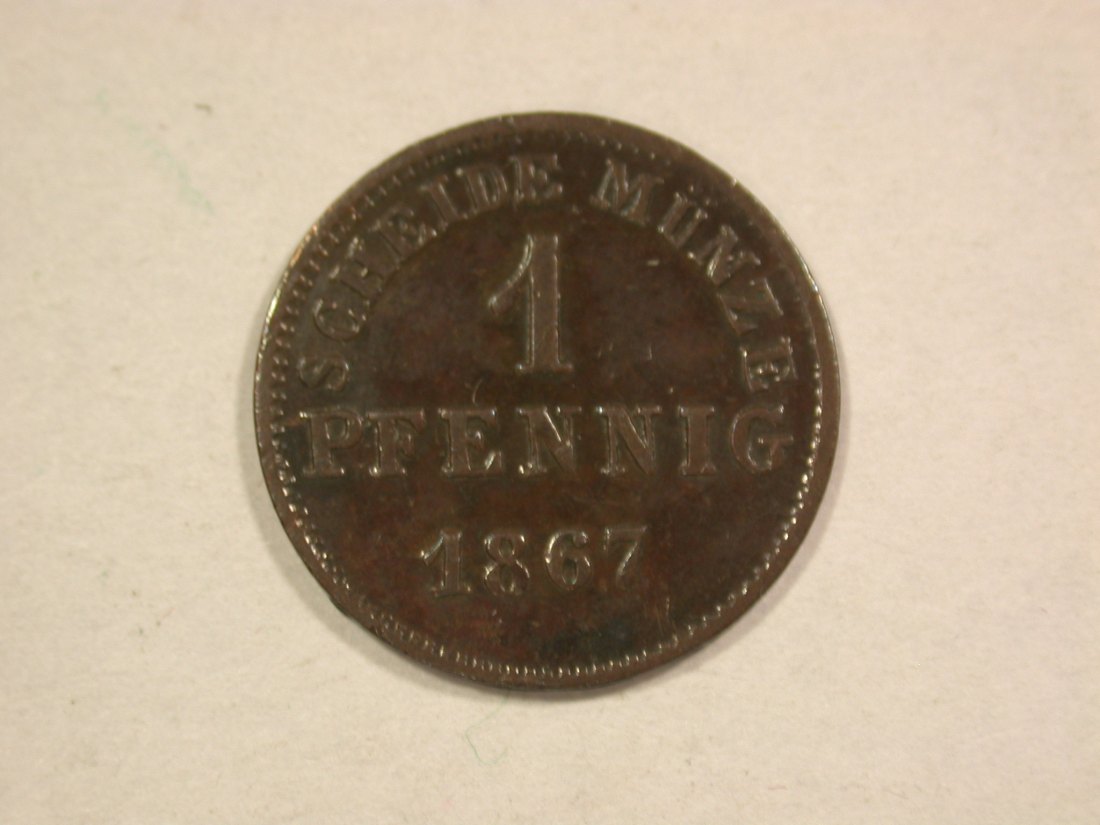 SCHEIDE MÜNZE
1
PFENNIG
1867